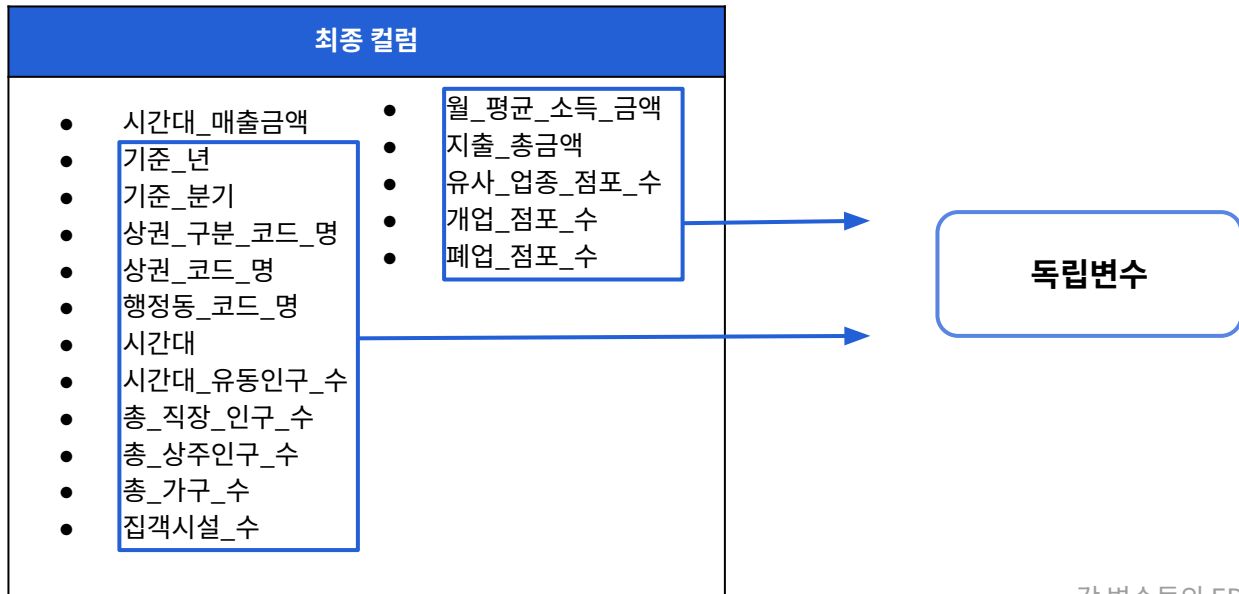 최종 컬럼
시간대_매출금액
기준_년
기준_분기
상권_구분_코드_명
상권_코드_명
행정동_코드_명
시간대
시간대_유동인구_수
총_직장_인구_수
총_상주인구_수
총_가구_수
집객시설_수
월_평균_소득_금액
지출_총금액
유사_업종_점포_수
개업_점포_수
폐업_점포_수
독립변수